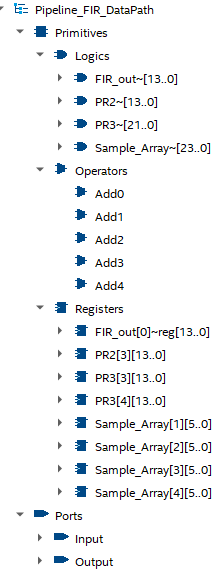 Pipeline_FIR_DataPath
Primitives
Logics
FIR_out~[13..0]
PR2~[13..0]
PR3~[21..0]
Sample_Array~[23..0]
Operators
Add0
Add1
Add2
Add3
Add4
Registers
FIR_out[0]~reg[13..0]
PR2[3][13..0]
PR3[3][13..0]
PR3[4][13..0]
Sample_Array[1][5..0]
Sample_Array[2][5..0]
Sample_Array[3][5..0]
Sample_Array[4][5..0]
Ports
Input
Output